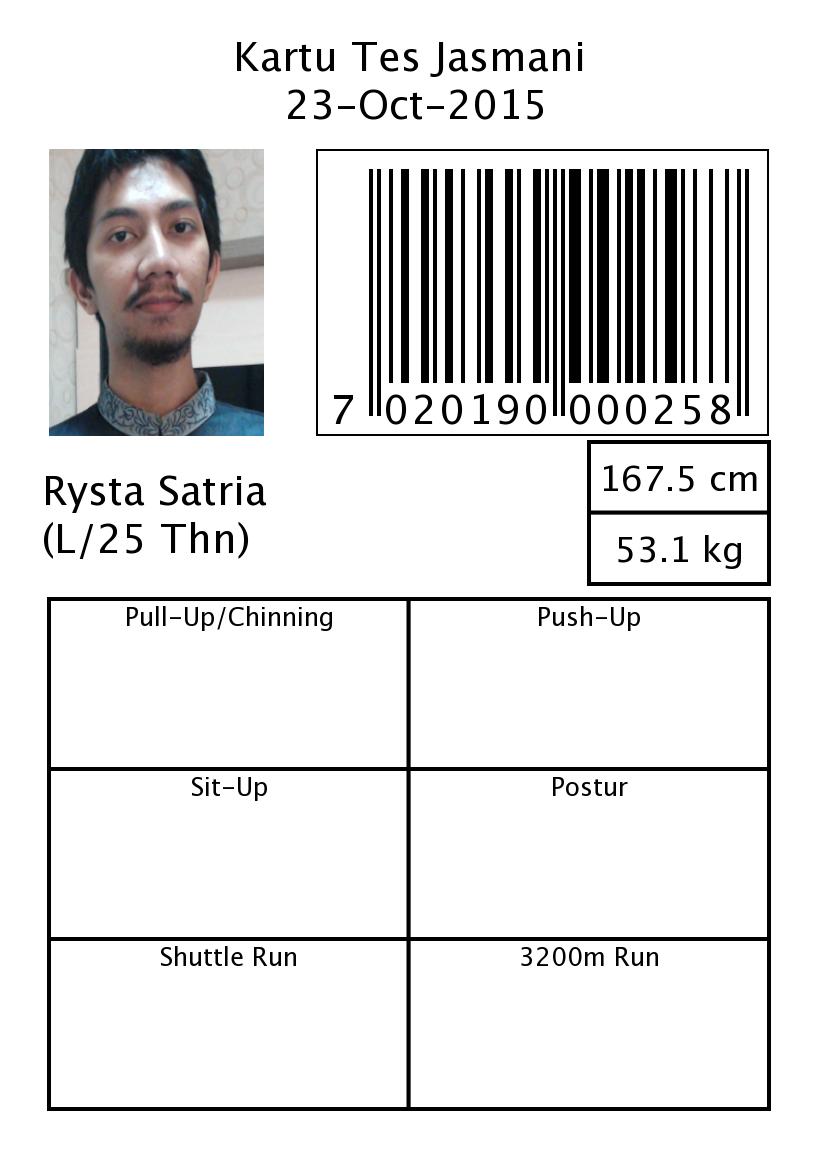 Kartu Tes Jasmani
23-Oct-2015
7 020190 000258
Rysta Satria
(L/25 Thn)
167.5 cm
53.1 kg
Pull-Up/Chinning
Push-Up
Sit-Up
Postur
Shuttle Run
3200m Run